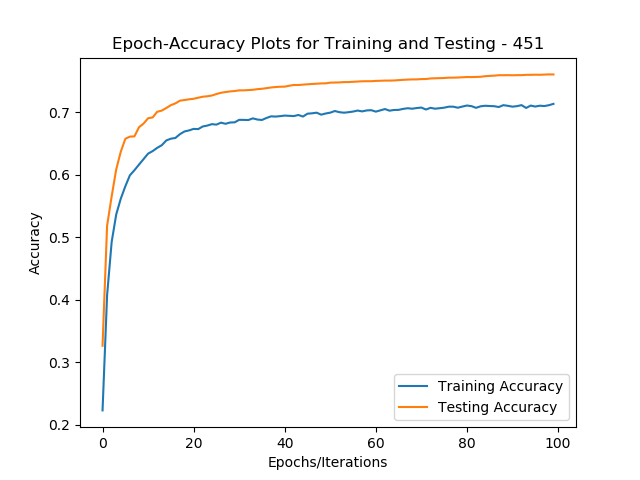 Epoch-Accuracy Plots for Training and Testing - 451
Accuracy
0.7
0.6
0.5
0.4
0.3
0.2
Training Accuracy
Testing Accuracy
0 20 40 60 80 100
Epochs/Iterations